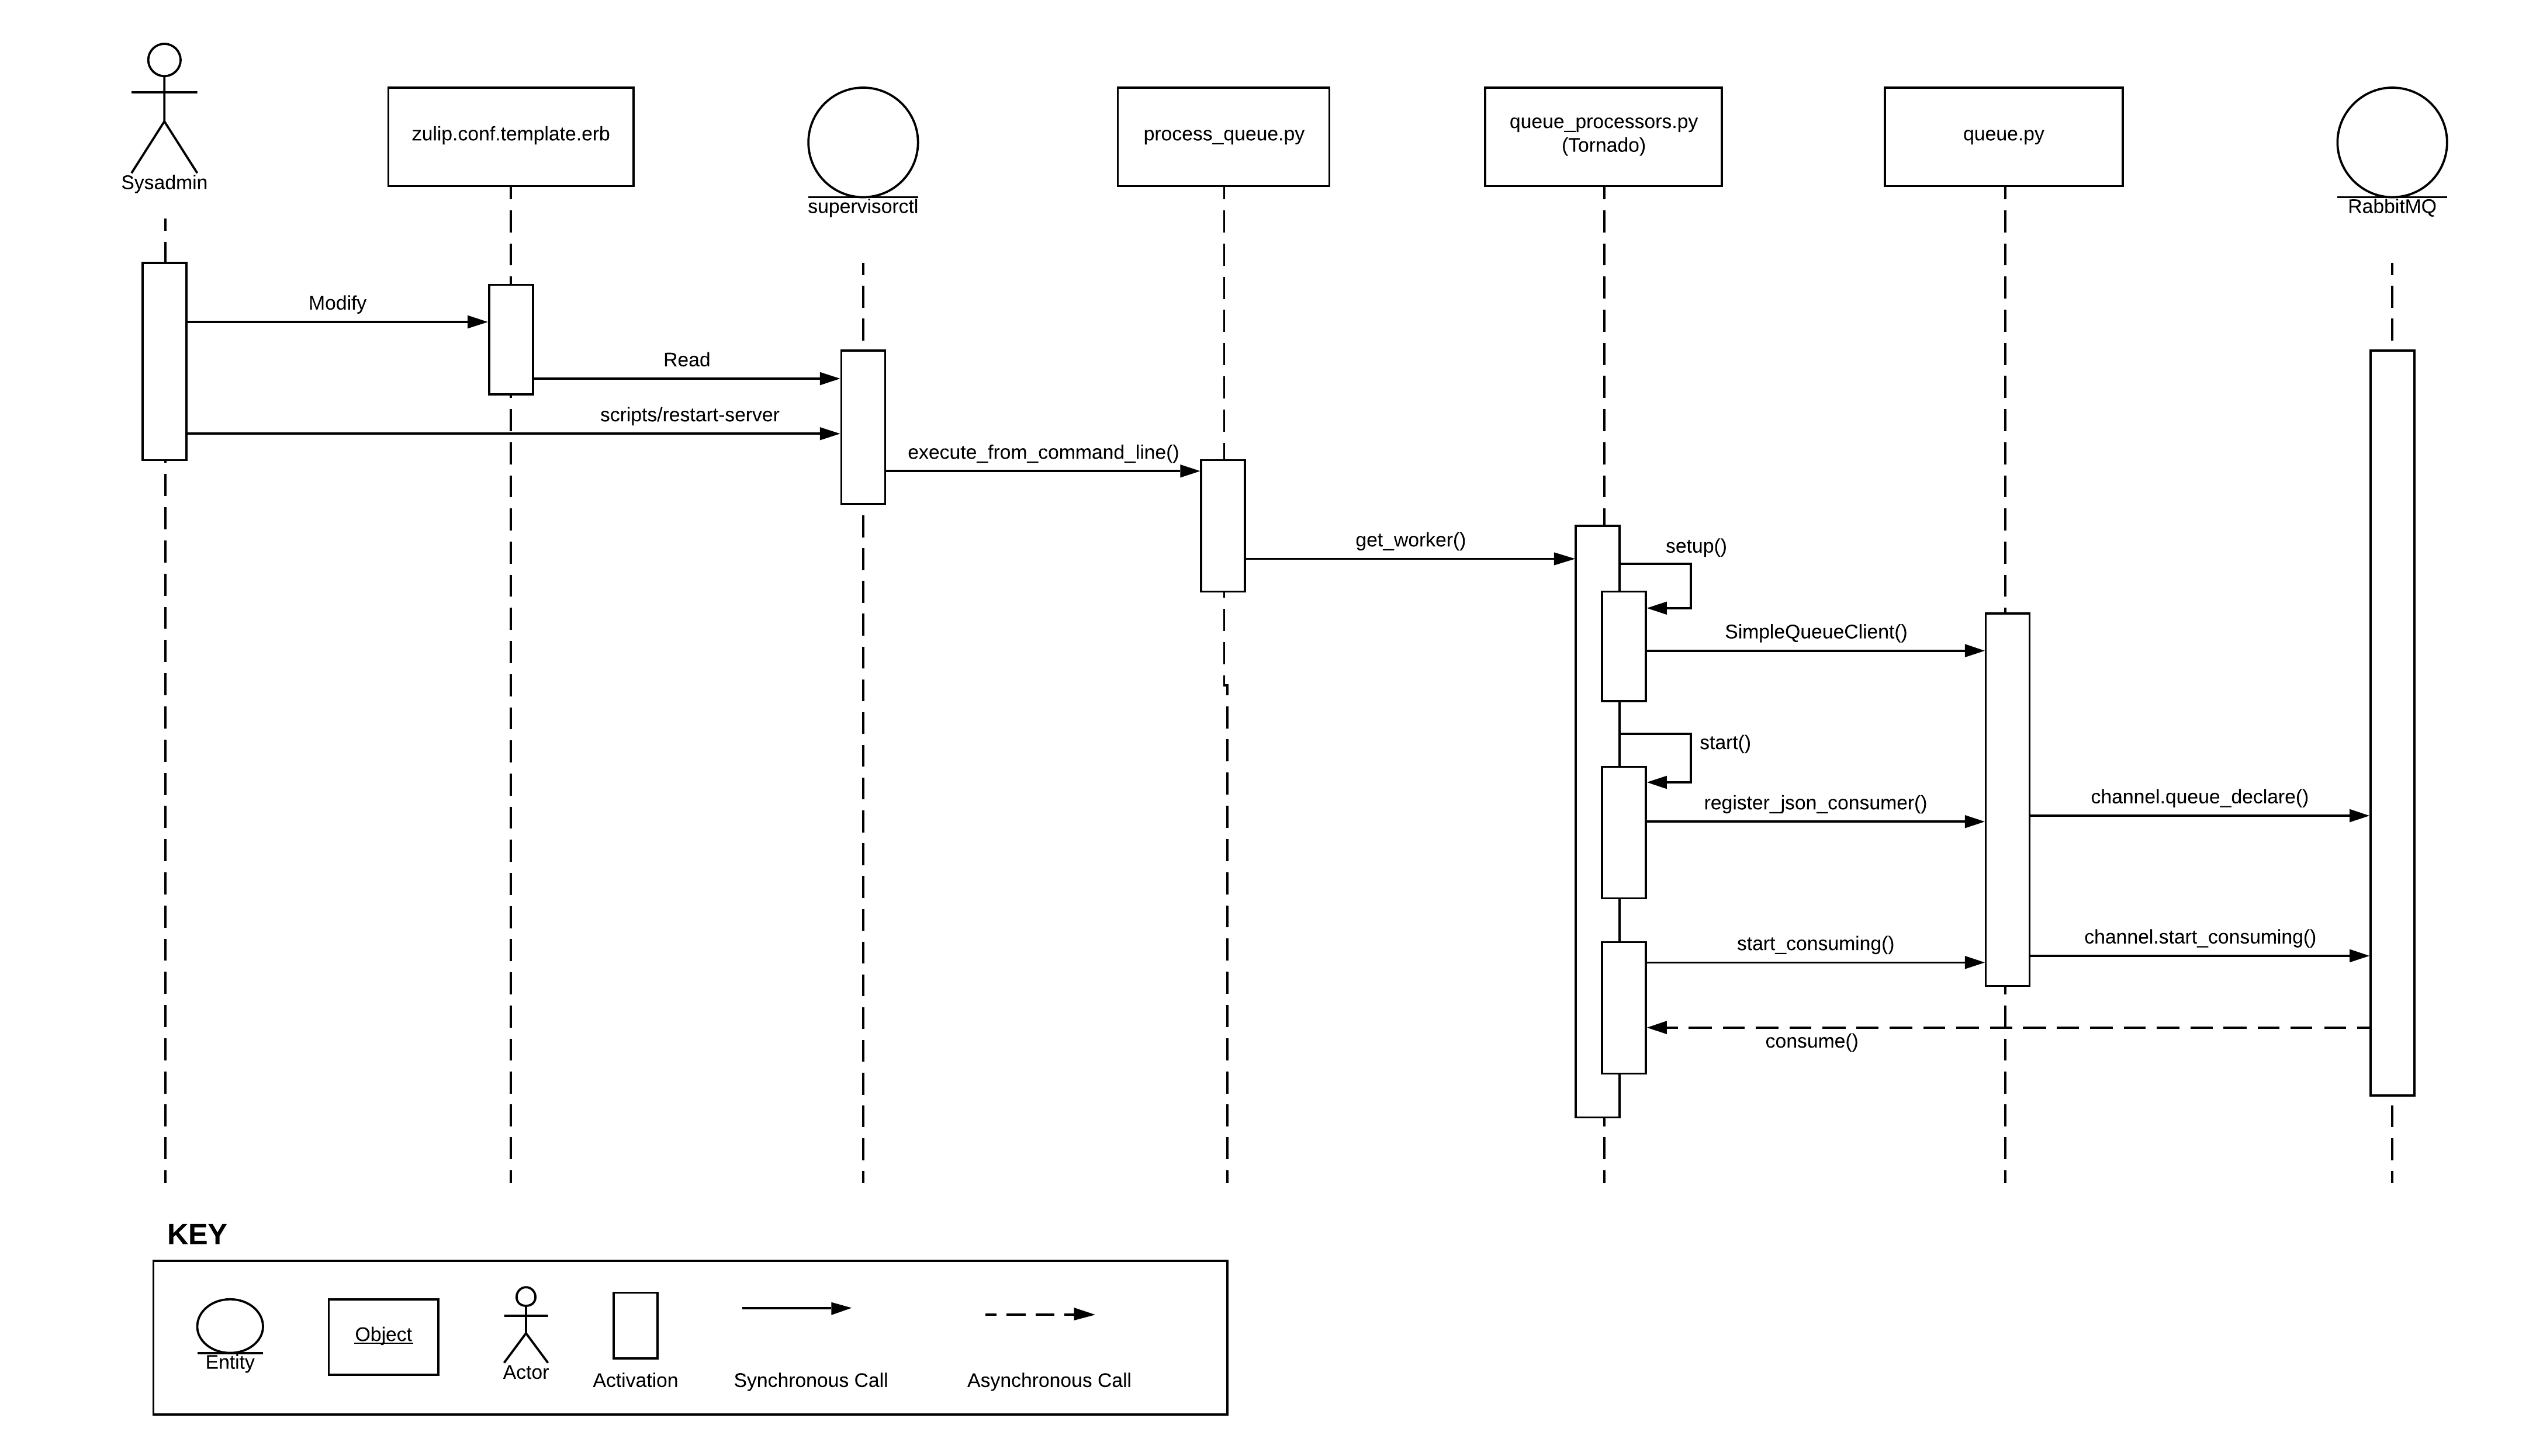 Sysadmin
zulip.conf.template.erb
supervisorctl
process_queue.py
queue_processors.py
(Tornado)
queue.py
RabbitMQ
Modify
Read
scripts/restart-server
execute_from_command_line()
get_worker()
setup()
SimpleQueueClient()
start()
register_json_consumer()
channel.queue_declare()
start_consuming()
channel.start_consuming()
consume()
KEY
Entity
Object
Actor
Activation
Synchronous Call
Asynchronous Call